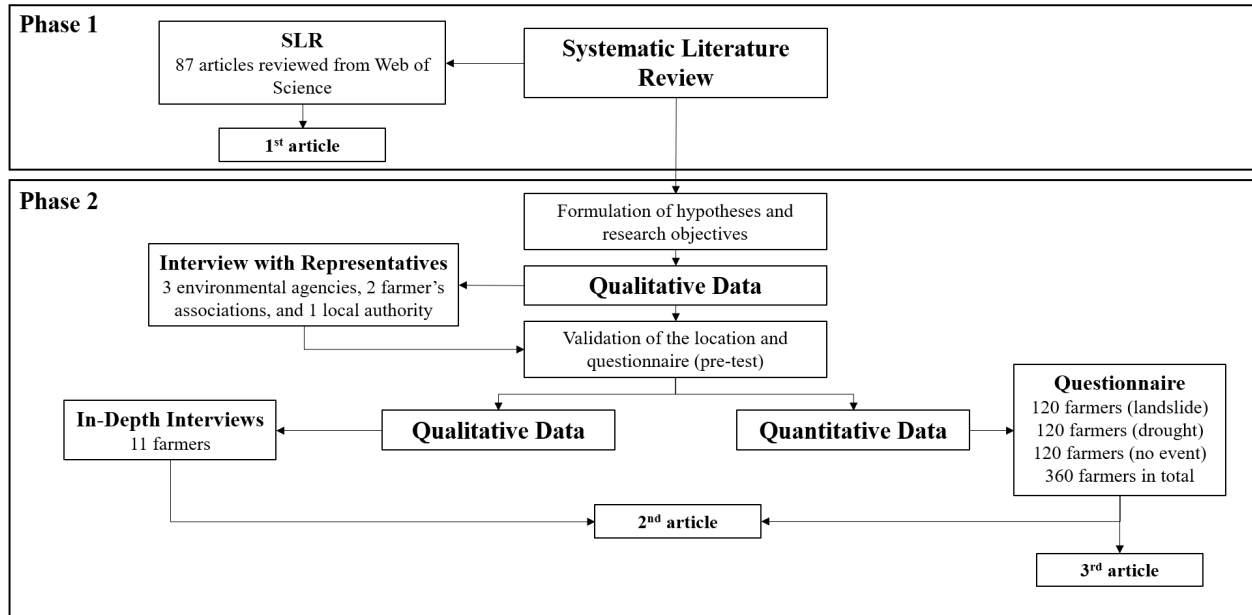 Phase 1
SLR
87 articles reviewed from Web of
Science
Systematic Literature
Review
1st article
Phase 2
Formulation of hypotheses and
research objectives
Interview with Representatives
3 environmental agencies, 2 farmer’s
associations, and 1 local authority
Qualitative Data
Validation of the location and
questionnaire (pre-test)
In-Depth Interviews
11 farmers
Qualitative Data
Quantitative Data
Questionnaire
120 farmers (landslide)
120 farmers (drought)
120 farmers (no event)
360 farmers in total
2nd article
3rd article